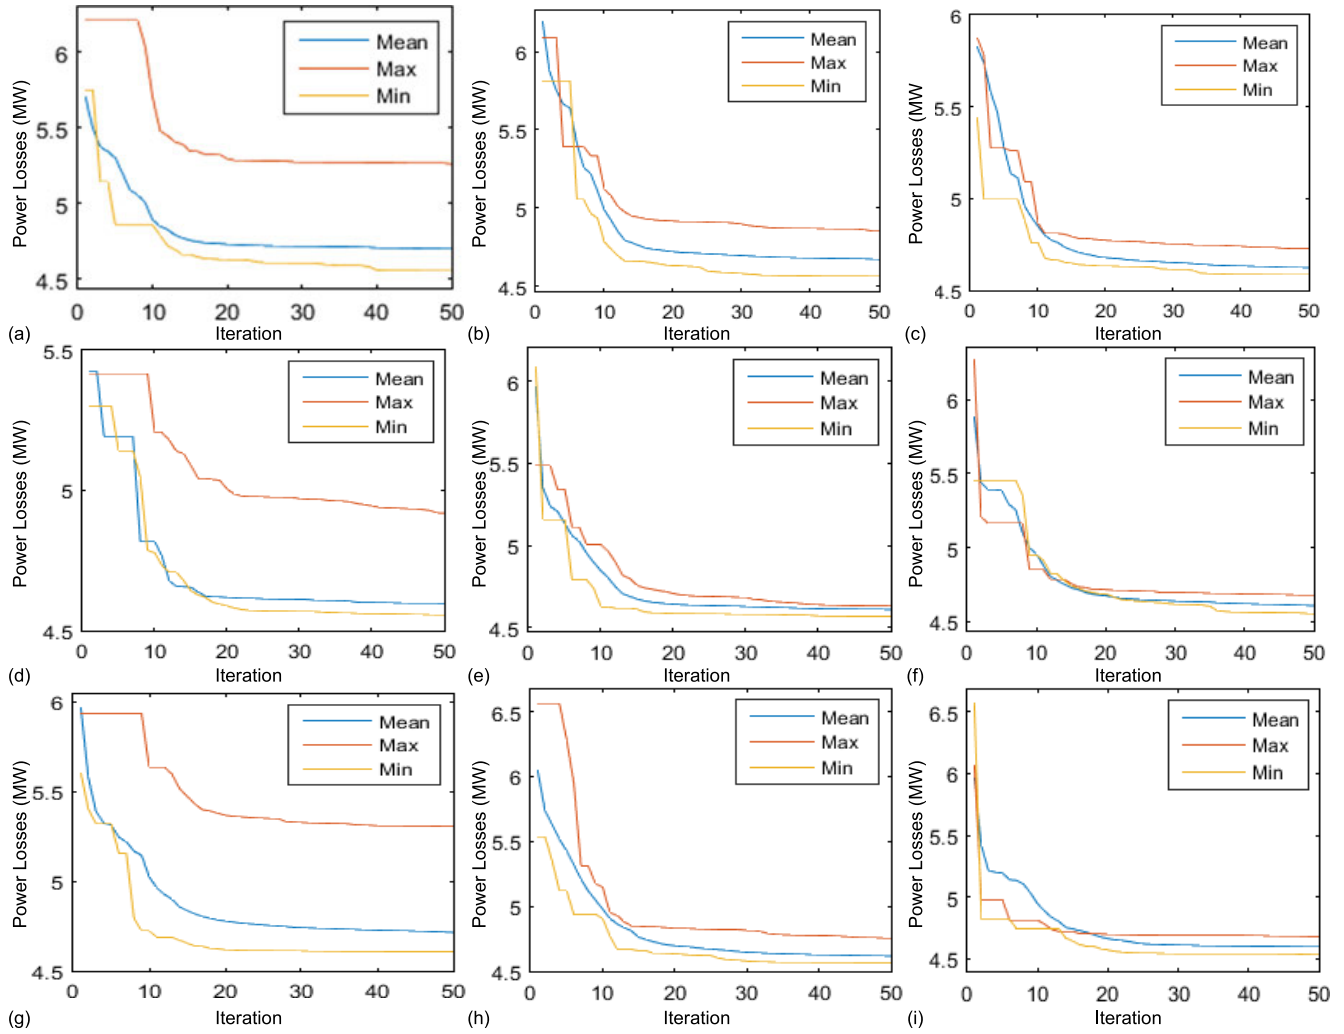 6
5.5
5
4.5
Power Losses (MW)
Mean
Max
Min
0 10 20 30 40 50
(a) Iteration
6
5.5
5
4.5
Power Losses (MW)
Mean
Max
Min
0 10 20 30 40 50
(b) Iteration
6
5.5
5
4.5
Power Losses (MW
Mean
Max
Min
0 10 20 30 40 50
(c) Iteration
5.5
5
4.5
Power Losses (MW)
Mean
Max
Min
0 10 20 30 40 50
(d) Iteration
6
5.5
5
4.5
Power Losses (MW)
Mean
Max
Min
0 10 20 30 40 50
(e) Iteration
6
5.5
5
4.5
Power Losses (MW)
Mean
Max
Min
0 10 20 30 40 50
(f) Iteration
6
5.5
5
4.5
Power Losses (MW)
Mean
Max
Min
0 10 20 30 40 50
(g) Iteration
6.5
6
5.5
5
4.5
Power Losses (MW)
Mean
Max
Min
0 10 20 30 40 50
(h) Iteration
6.5
6
5.5
5
4.5
Power Losses (MW)
Mean
Max
Min
0 10 20 30 40 50
(i) Iteration